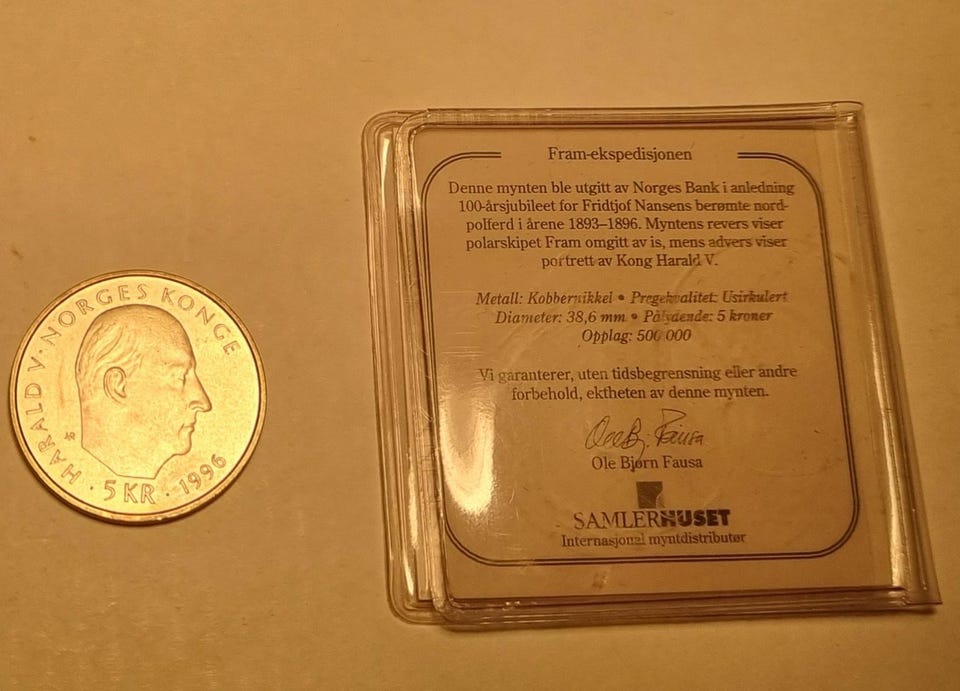 HARALD V · NORGES KONGE
· 5 KR · 1996
Fram-ekspedisjonen
Denne mynten ble utgitt av Norges Bank i anledning
100-årsjubileet for Fridtjof Nansens berømte nord-
polferd i årene 1893–1896. Myntens revers viser
polarskipet Fram omgitt av is, mens advers viser
portrett av Kong Harald V.
Metall: Kobbernikkel • Pregekvalitet: Usirkulert
Diameter: 38,6 mm • Pålydende: 5 kroner
Opplag: 500 000
Vi garanterer, uten tidsbegrensning eller andre
forbehold, ektheten av denne mynten.
Ole Bj. Fausa
Ole Bjørn Fausa
SAMLERHUSET
Internasjonal myntdistributør